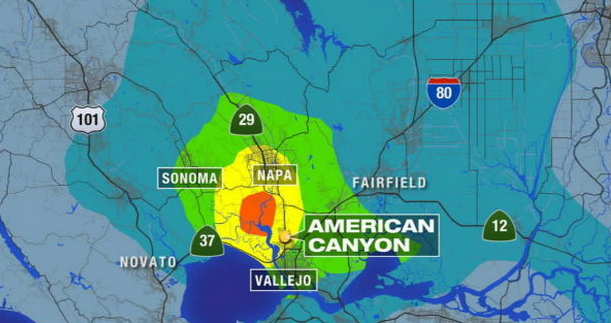 80
101
29
SONOMA
NAPA
FAIRFIELD
AMERICAN
CANYON
12
37
NOVATO
VALLEJO